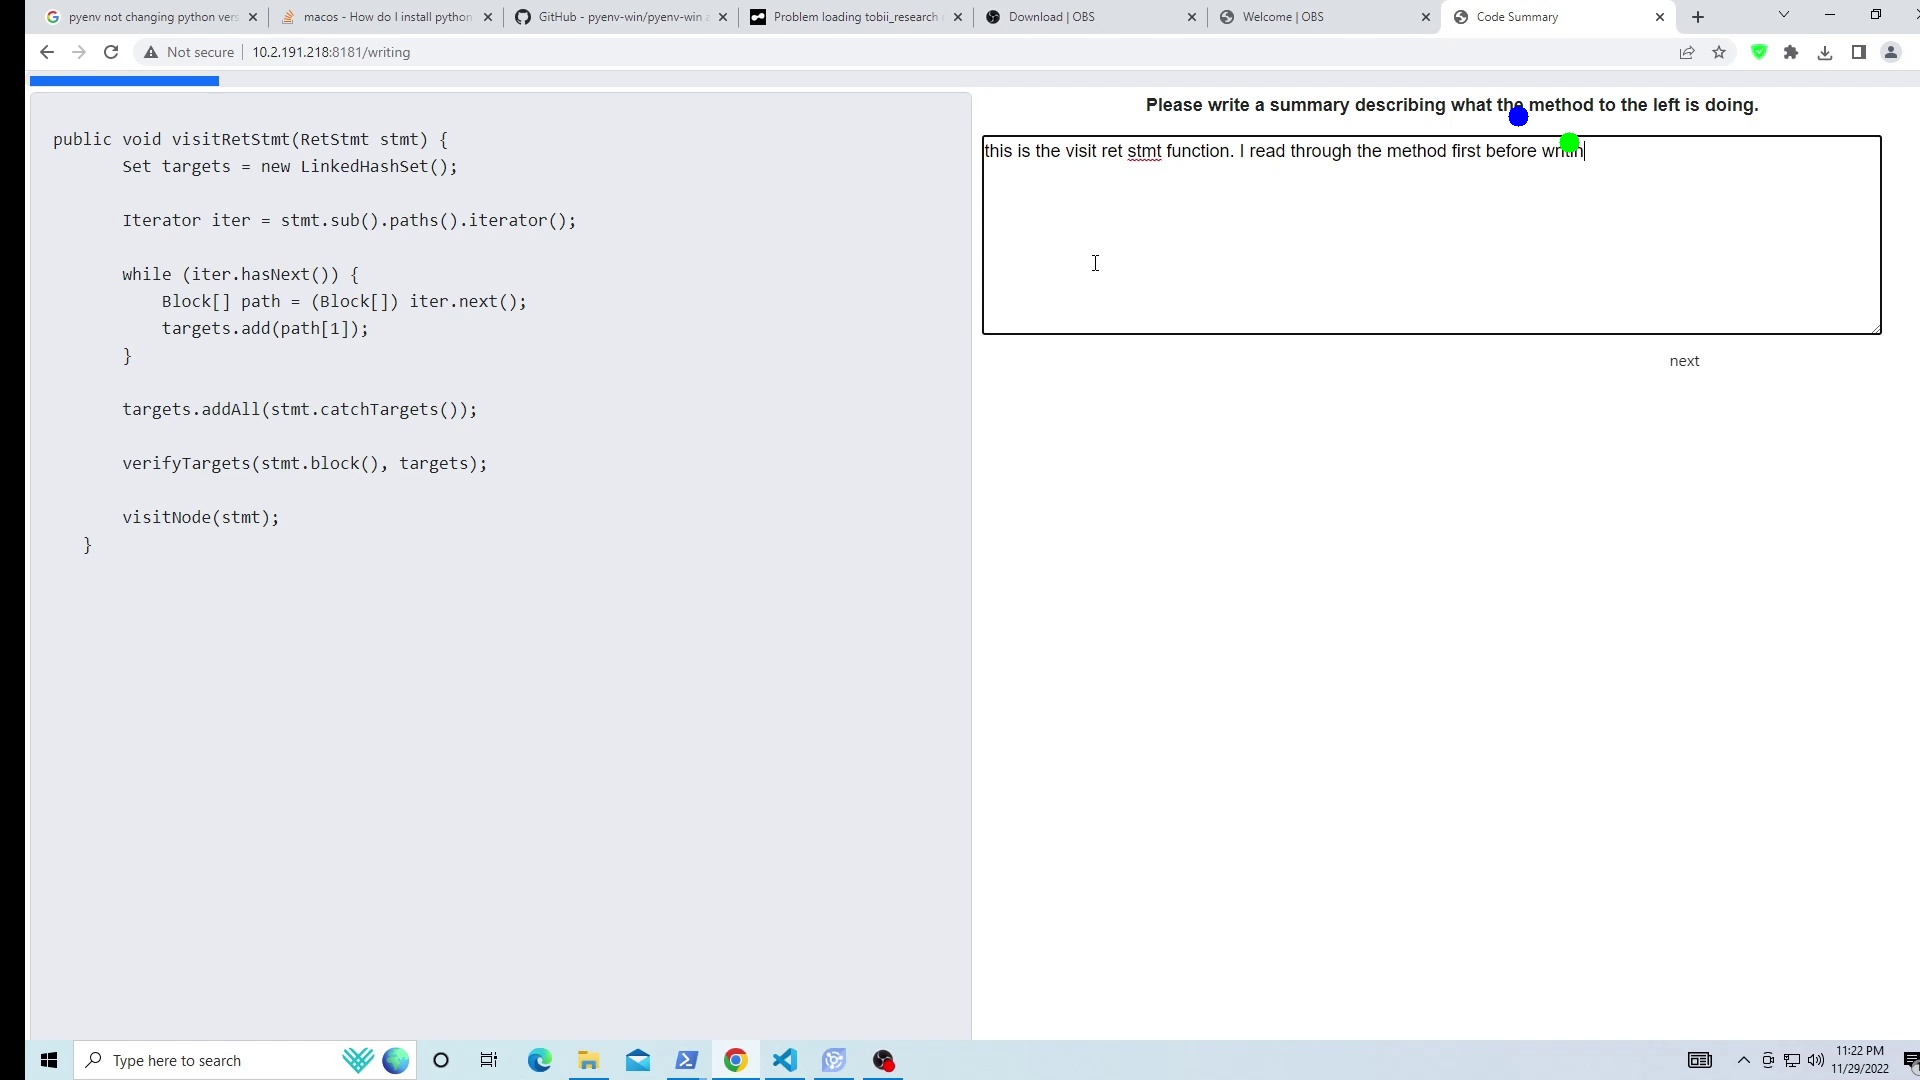 pyenv not changing python vers
macos - How do I install python
GitHub - pyenv-win/pyenv-win
Problem loading tobii_research
Download | OBS
Welcome | OBS
Code Summary
Not secure
10.2.191.218:8181/writing
Please write a summary describing what the method to the left is doing.
public void visitRetStmt(RetStmt stmt) {
Set targets = new LinkedHashSet();
Iterator iter = stmt.sub().paths().iterator();
while (iter.hasNext()) {
Block[] path = (Block[]) iter.next();
targets.add(path[1]);
}
targets.addAll(stmt.catchTargets());
verifyTargets(stmt.block(), targets);
visitNode(stmt);
}
this is the visit ret stmt function. I read through the method first before writin
next
Type here to search
11:22 PM
11/29/2022